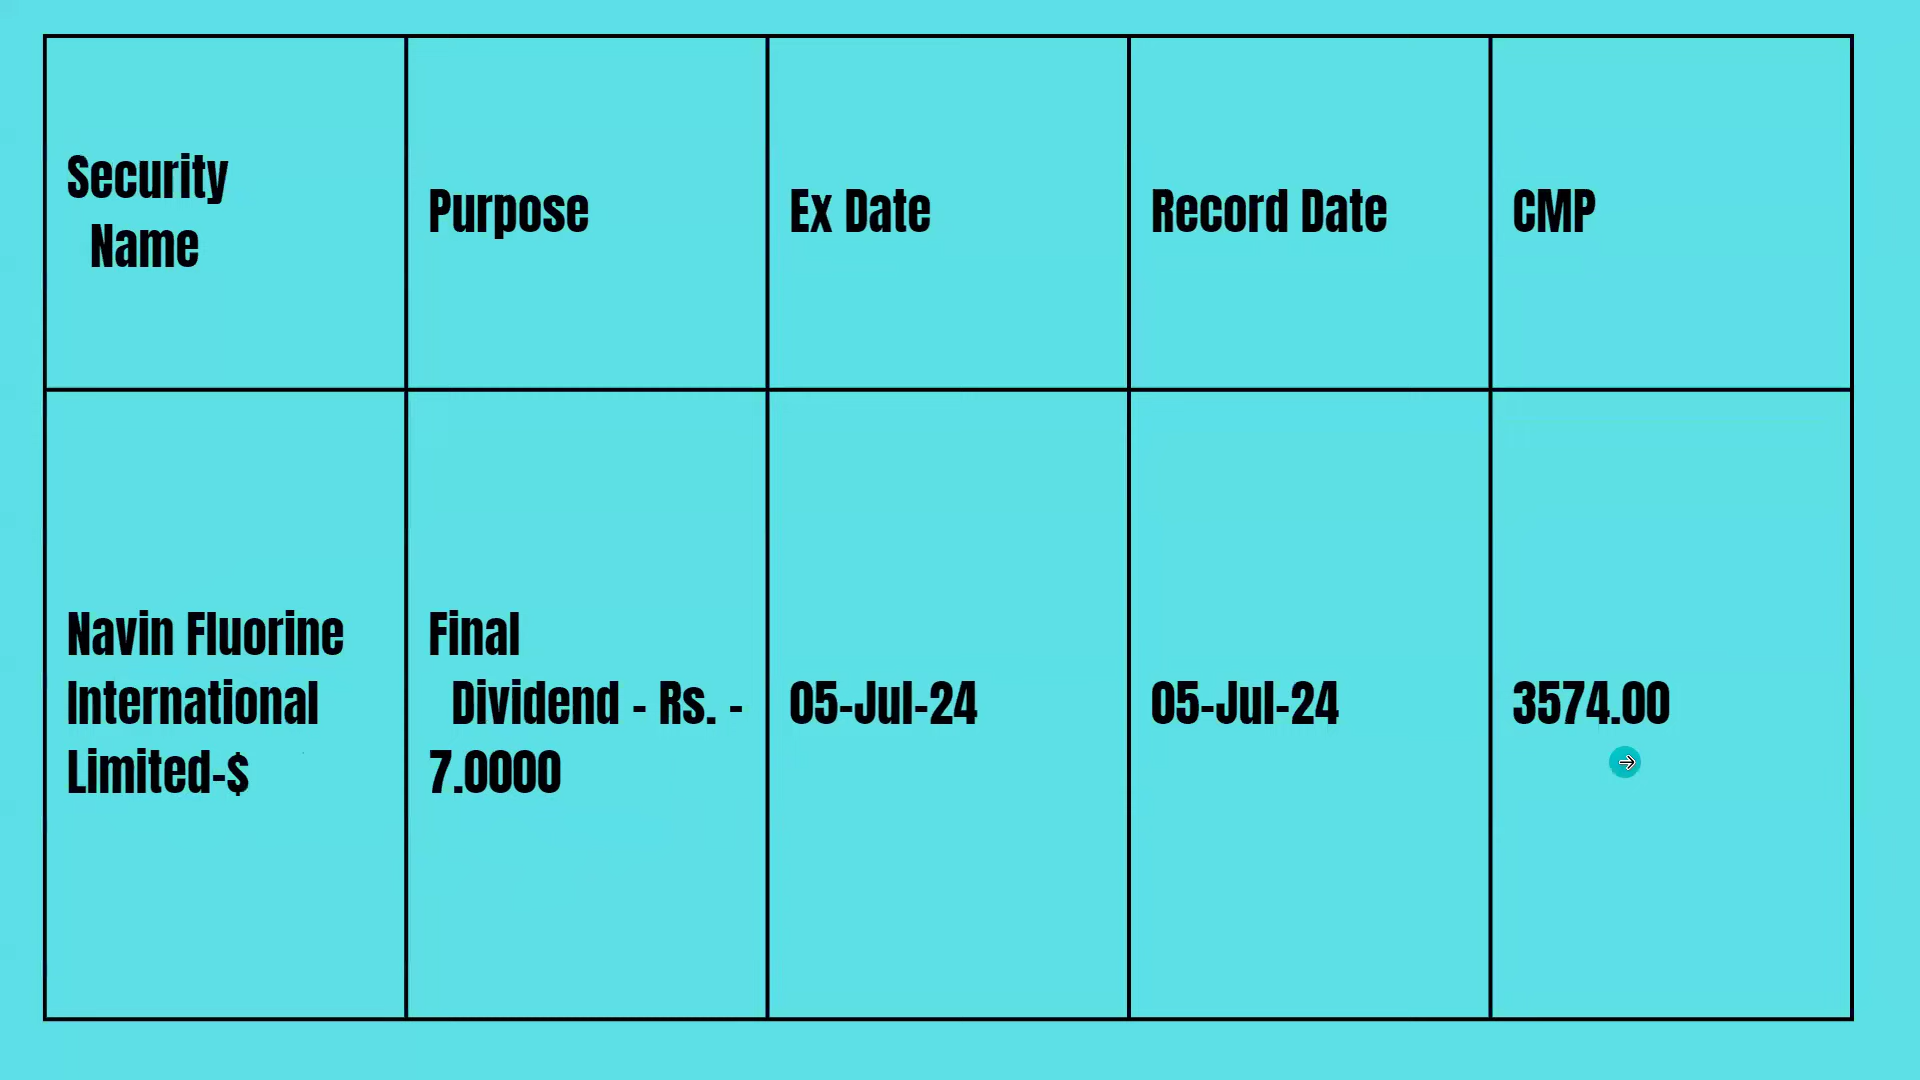 Security
Name
Purpose
Ex Date
Record Date
CMP
Navin Fluorine
International
Limited-$
Final
Dividend - Rs. -
7.0000
05-Jul-24
05-Jul-24
3574.00